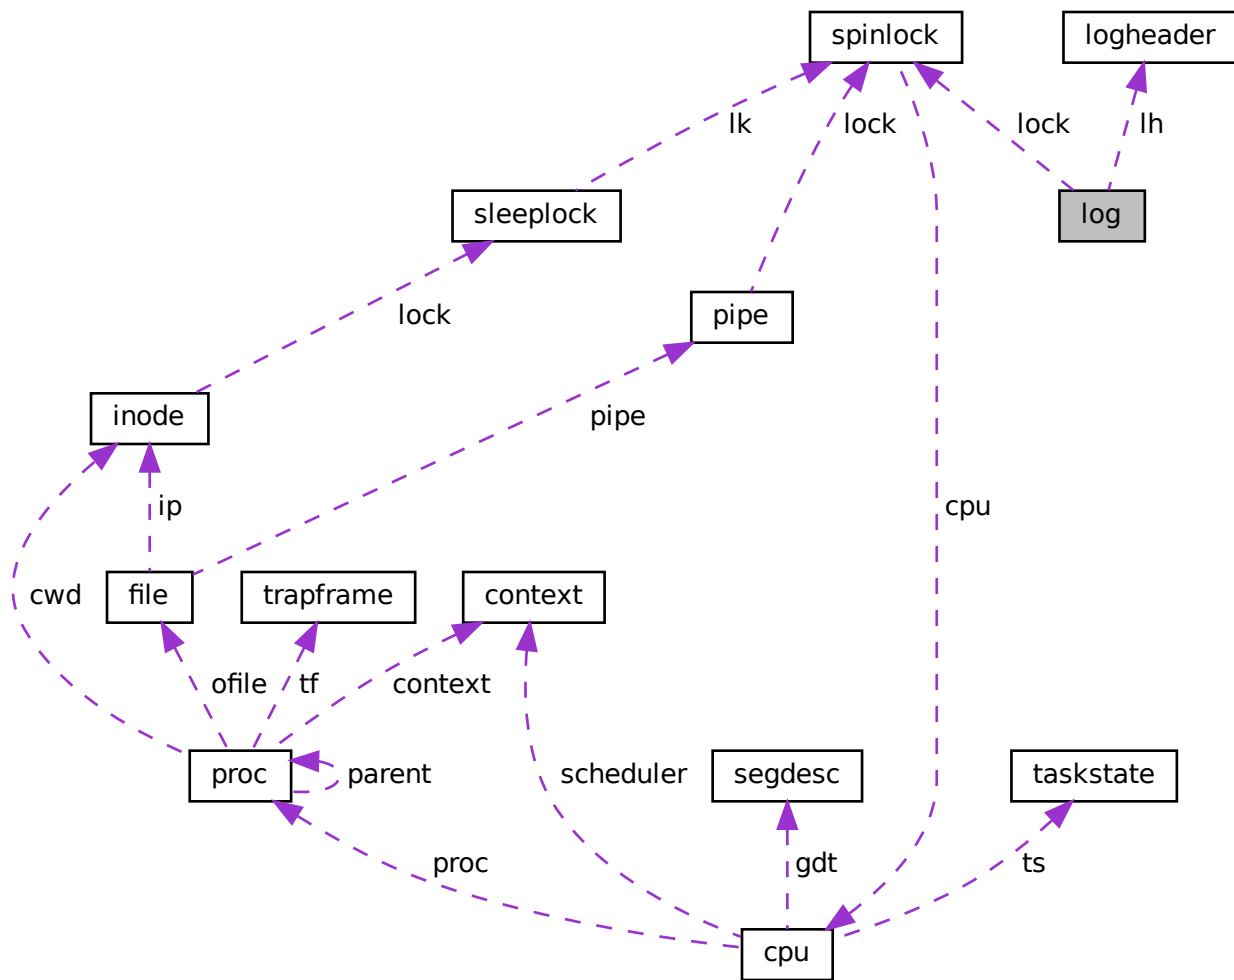 spinlock
logheader
lk
lock
lock
lh
sleeplock
log
lock
pipe
inode
pipe
ip
cpu
cwd
file
trapframe
context
ofile
tf
context
proc
parent
scheduler
segdesc
taskstate
proc
gdt
ts
cpu